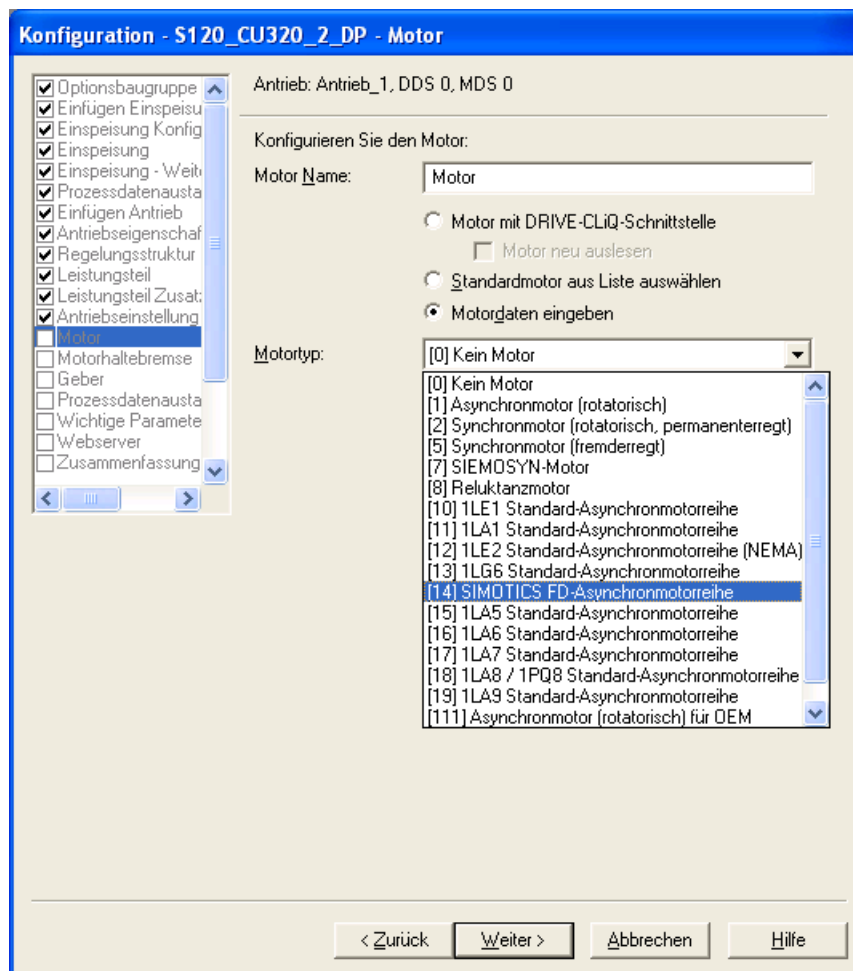 Konfiguration - S120_CU320_2_DP - Motor
Optionsbaugruppe
Einfügen Einspeisu
Einspeisung Konfig
Einspeisung
Einspeisung - Weit
Prozessdatenausta
Einfügen Antrieb
Antriebseigenschaf
Regelungsstruktur
Leistungsteil
Leistungsteil Zusat
Antriebseinstellung
Motor
Motorhaltebremse
Geber
Prozessdatenausta
Wichtige Paramete
Webserver
Zusammenfassung
Antrieb: Antrieb_1, DDS 0, MDS 0
Konfigurieren Sie den Motor:
Motor Name: Motor
Motor mit DRIVE-CLiQ-Schnittstelle
Motor neu auslesen
Standardmotor aus Liste auswählen
Motordaten eingeben
Motortyp: [0] Kein Motor
[0] Kein Motor
[1] Asynchronmotor (rotatorisch)
[2] Synchronmotor (rotatorisch, permanenterregt)
[5] Synchronmotor (fremderregt)
[7] SIEMOSYN-Motor
[8] Reluktanzmotor
[10] 1LE1 Standard-Asynchronmotorreihe
[11] 1LA1 Standard-Asynchronmotorreihe
[12] 1LE2 Standard-Asynchronmotorreihe (NEMA)
[13] 1LG6 Standard-Asynchronmotorreihe
[14] SIMOTICS FD-Asynchronmotorreihe
[15] 1LA5 Standard-Asynchronmotorreihe
[16] 1LA6 Standard-Asynchronmotorreihe
[17] 1LA7 Standard-Asynchronmotorreihe
[18] 1LA8 / 1PQ8 Standard-Asynchronmotorreihe
[19] 1LA9 Standard-Asynchronmotorreihe
[111] Asynchronmotor (rotatorisch) für OEM
< Zurück
Weiter >
Abbrechen
Hilfe